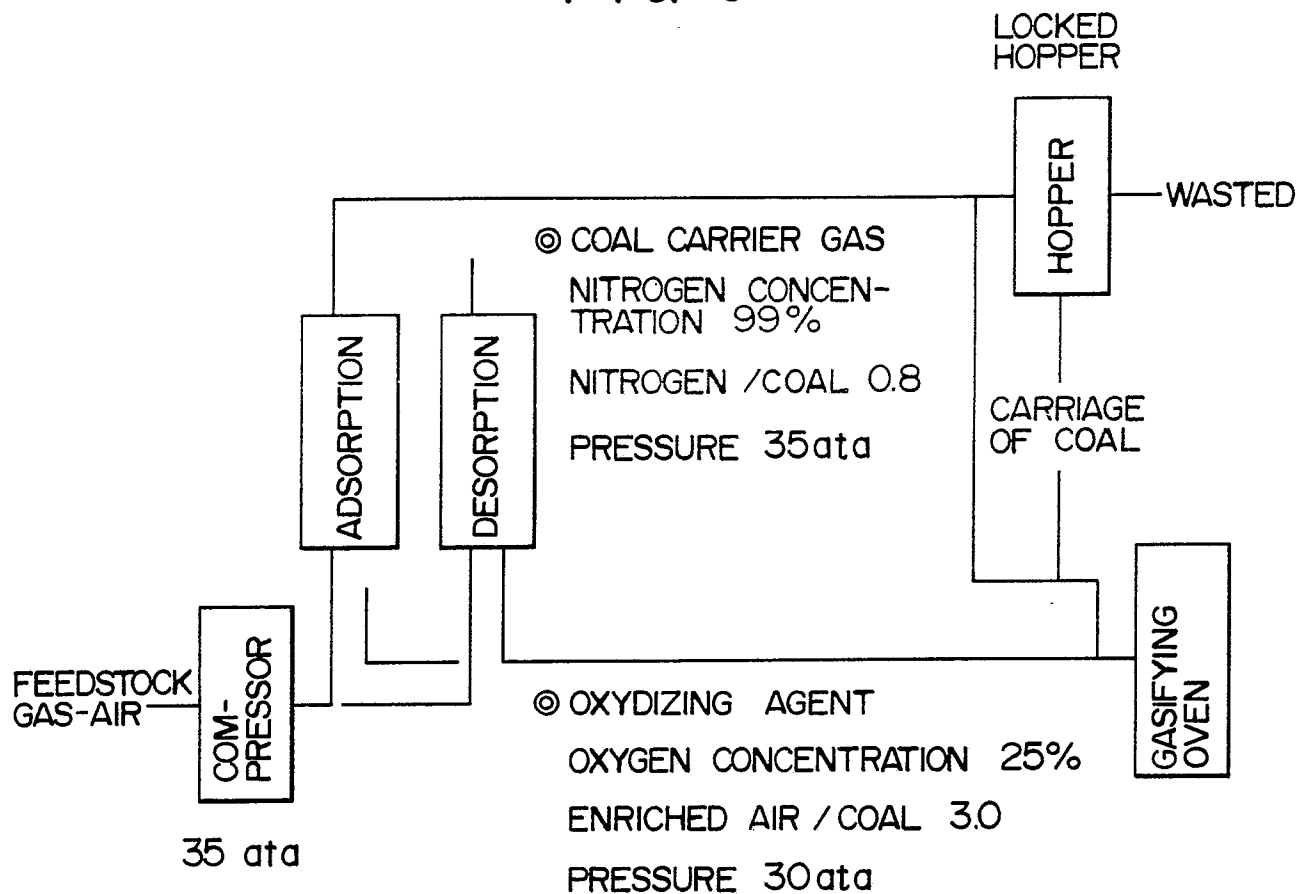 LOCKED
HOPPER
HOPPER
WASTED
◎ COAL CARRIER GAS
NITROGEN CONCEN-
TRATION 99%
NITROGEN / COAL 0.8
PRESSURE 35ata
ADSORPTION
DESORPTION
CARRIAGE
OF COAL
FEEDSTOCK
GAS-AIR
COM-
PRESSOR
35 ata
◎ OXYDIZING AGENT
OXYGEN CONCENTRATION 25%
ENRICHED AIR / COAL 3.0
PRESSURE 30ata
GASIFYING
OVEN